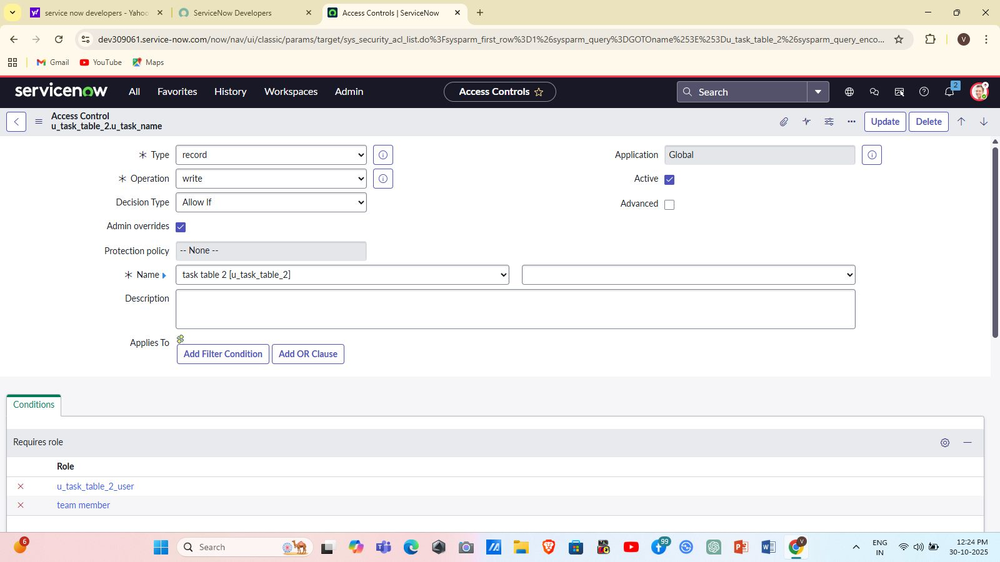 service now developers - Yahoo
ServiceNow Developers
Access Controls | ServiceNow
dev309061.service-now.com/now/nav/ui/classic/params/target/sys_security_acl_list.do%3Fsysparm_first_row%3D1%26sysparm_query%3DGOTOname%253E%253Du_task_table_2%26sysparm_query_enco...
V
Gmail
YouTube
Maps
servicenow
All
Favorites
History
Workspaces
Admin
Access Controls
Search
2
Access Control
u_task_table_2.u_task_name
Update
Delete
Type
record
Application
Global
Operation
write
Active
Decision Type
Allow If
Advanced
Admin overrides
Protection policy
-- None --
Name
task table 2 [u_task_table_2]
Description
Applies To
Add Filter Condition
Add OR Clause
Conditions
Requires role
Role
u_task_table_2_user
team member
6
Search
99
V
ENG
IN
12:24 PM
30-10-2025